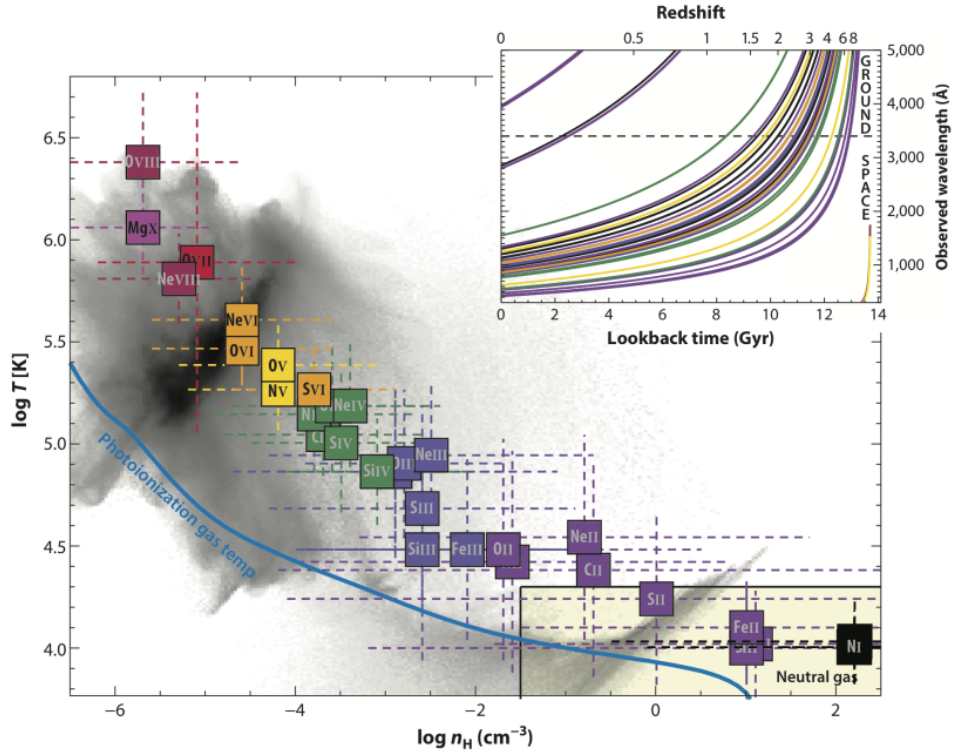 Redshift
0 0.5 1 1.5 2 3 4 6 8
5,000
4,000
3,000
2,000
1,000
Observed wavelength (Å)
GROUND
SPACE
0 2 4 6 8 10 12 14
Lookback time (Gyr)
log T [K]
6.5
6.0
5.5
5.0
4.5
4.0
OVIII
MgX
OVII
NeVIII
NeVI
OVI
OV
NV
SVI
NeIV
SIV
SiIV
NeIII
SIII
SiIII
FeIII
OII
NeII
CII
SII
FeII
NI
Photoionization gas temp
Neutral gas
−6 −4 −2 0 2
log nH (cm−3)